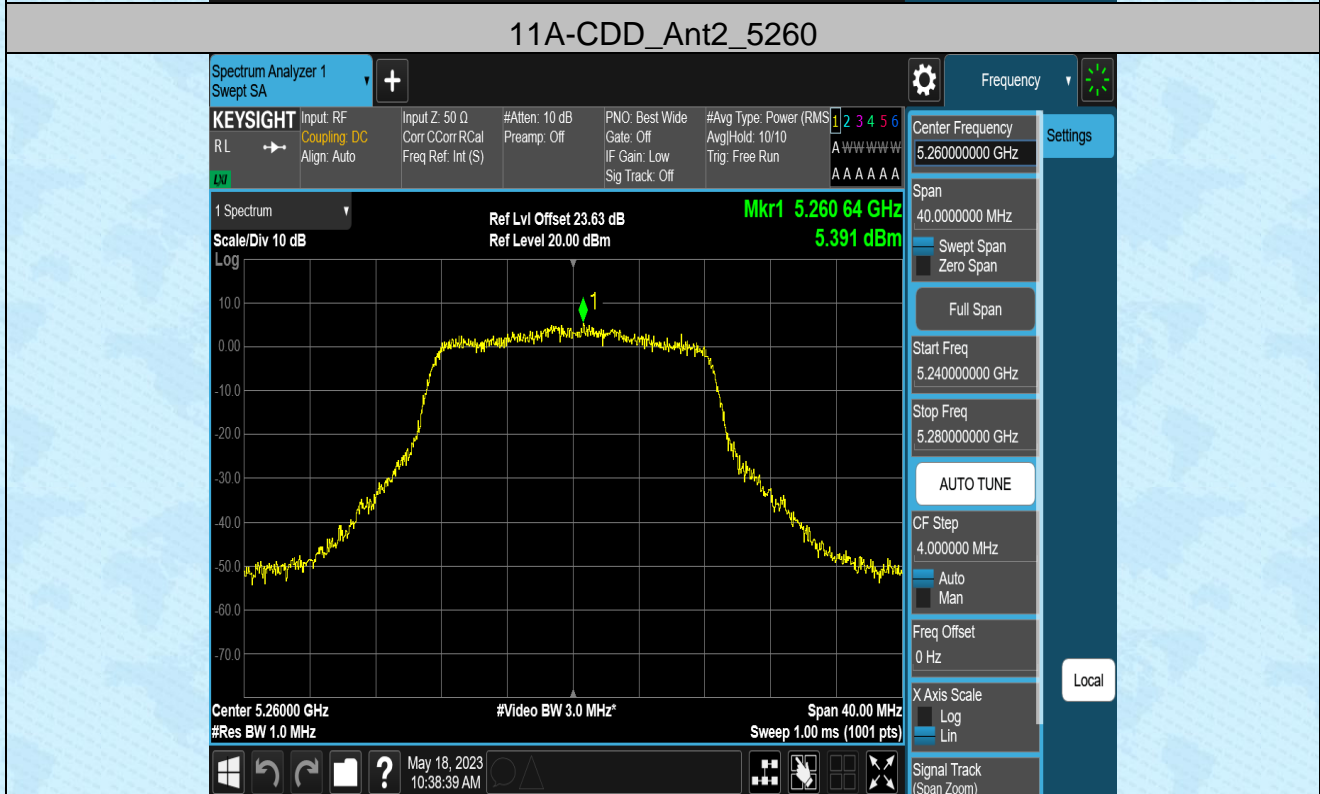 11A-CDD_Ant2_5260
Spectrum Analyzer 1
Swept SA
Frequency
KEYSIGHT
R L
LXI
Input: RF
Coupling: DC
Align: Auto
Input Z: 50 Ω
Corr CCorr RCal
Freq Ref: Int (S)
#Atten: 10 dB
Preamp: Off
PNO: Best Wide
Gate: Off
IF Gain: Low
Sig Track: Off
#Avg Type: Power (RMS
Avg|Hold: 10/10
Trig: Free Run
1 2 3 4 5 6
A W W W W W
A A A A A A
1 Spectrum
Scale/Div 10 dB
Log
Ref Lvl Offset 23.63 dB
Ref Level 20.00 dBm
Mkr1 5.260 64 GHz
5.391 dBm
1
10.0
0.00
-10.0
-20.0
-30.0
-40.0
-50.0
-60.0
-70.0
Center 5.26000 GHz
#Video BW 3.0 MHz*
Span 40.00 MHz
#Res BW 1.0 MHz
Sweep 1.00 ms (1001 pts)
May 18, 2023
10:38:39 AM
?
Center Frequency
5.260000000 GHz
Settings
Span
40.0000000 MHz
Swept Span
Zero Span
Full Span
Start Freq
5.240000000 GHz
Stop Freq
5.280000000 GHz
AUTO TUNE
CF Step
4.000000 MHz
Auto
Man
Freq Offset
0 Hz
X Axis Scale
Log
Lin
Local
Signal Track
(Span Zoom)